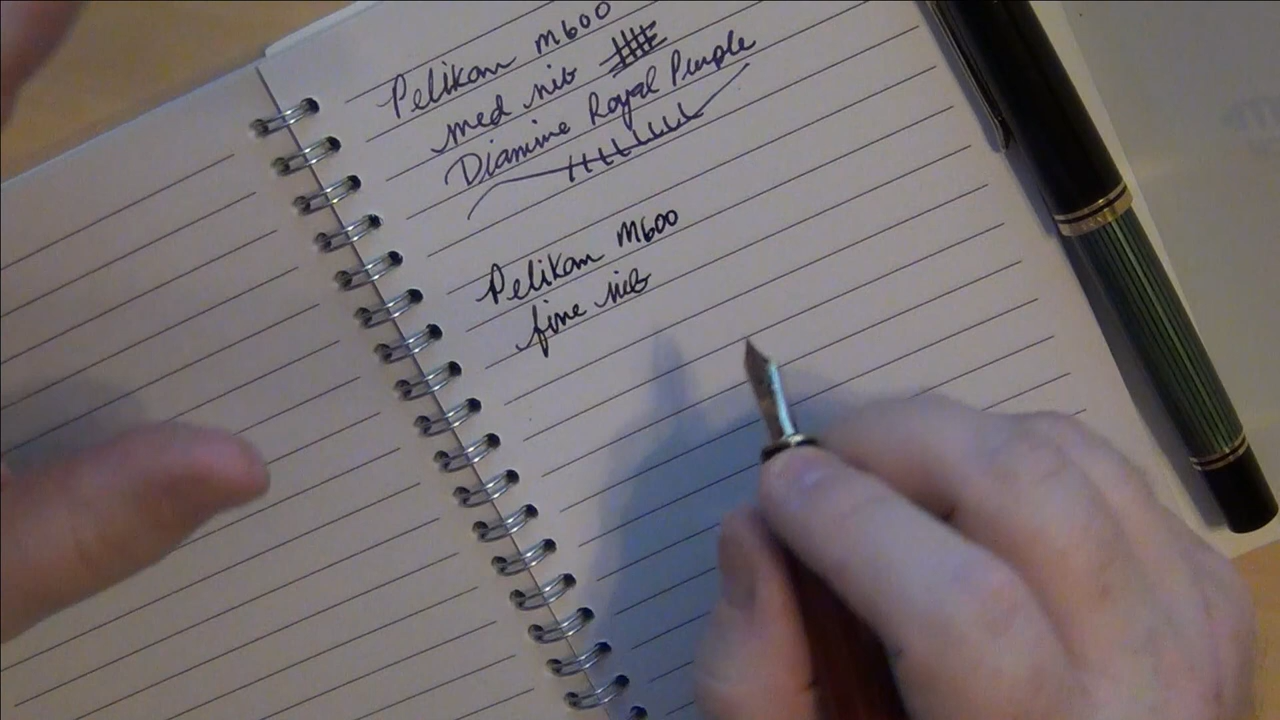 Pelikan M600
med nib
Diamine Royal Purple
Pelikan M600
fine nib